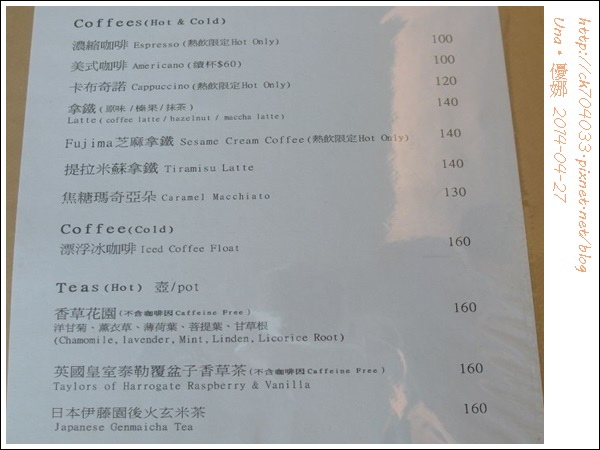 Coffees(Hot & Cold)
濃縮咖啡 Espresso(熱飲限定Hot Only) 100
美式咖啡 Americano(續杯$60) 100
卡布奇諾 Cappuccino(熱飲限定Hot Only) 120
拿鐵(原味/榛果/抹茶) 140
Latte(coffee latte/hazelnut / maccha latte)
Fujima芝麻拿鐵 Sesame Cream Coffee(熱飲限定Hot Only) 140
提拉米蘇拿鐵 Tiramisu Latte 140
焦糖瑪奇亞朵 Caramel Macchiato 130
Coffee(Cold)
漂浮冰咖啡 Iced Coffee Float 160
Teas(Hot) 壺/pot
香草花園(不含咖啡因Caffeine Free) 160
洋甘菊、薰衣草、薄荷葉、菩提葉、甘草根
(Chamomile, lavender, Mint, Linden, Licorice Root)
英國皇室泰勒覆盆子香草茶(不含咖啡因Caffeine Free) 160
Taylors of Harrogate Raspberry & Vanilla
日本伊藤園後火玄米茶 160
Japanese Genmaicha Tea
http://ck704033.pixnet.net/blog
Una。優娜 2014-04-27